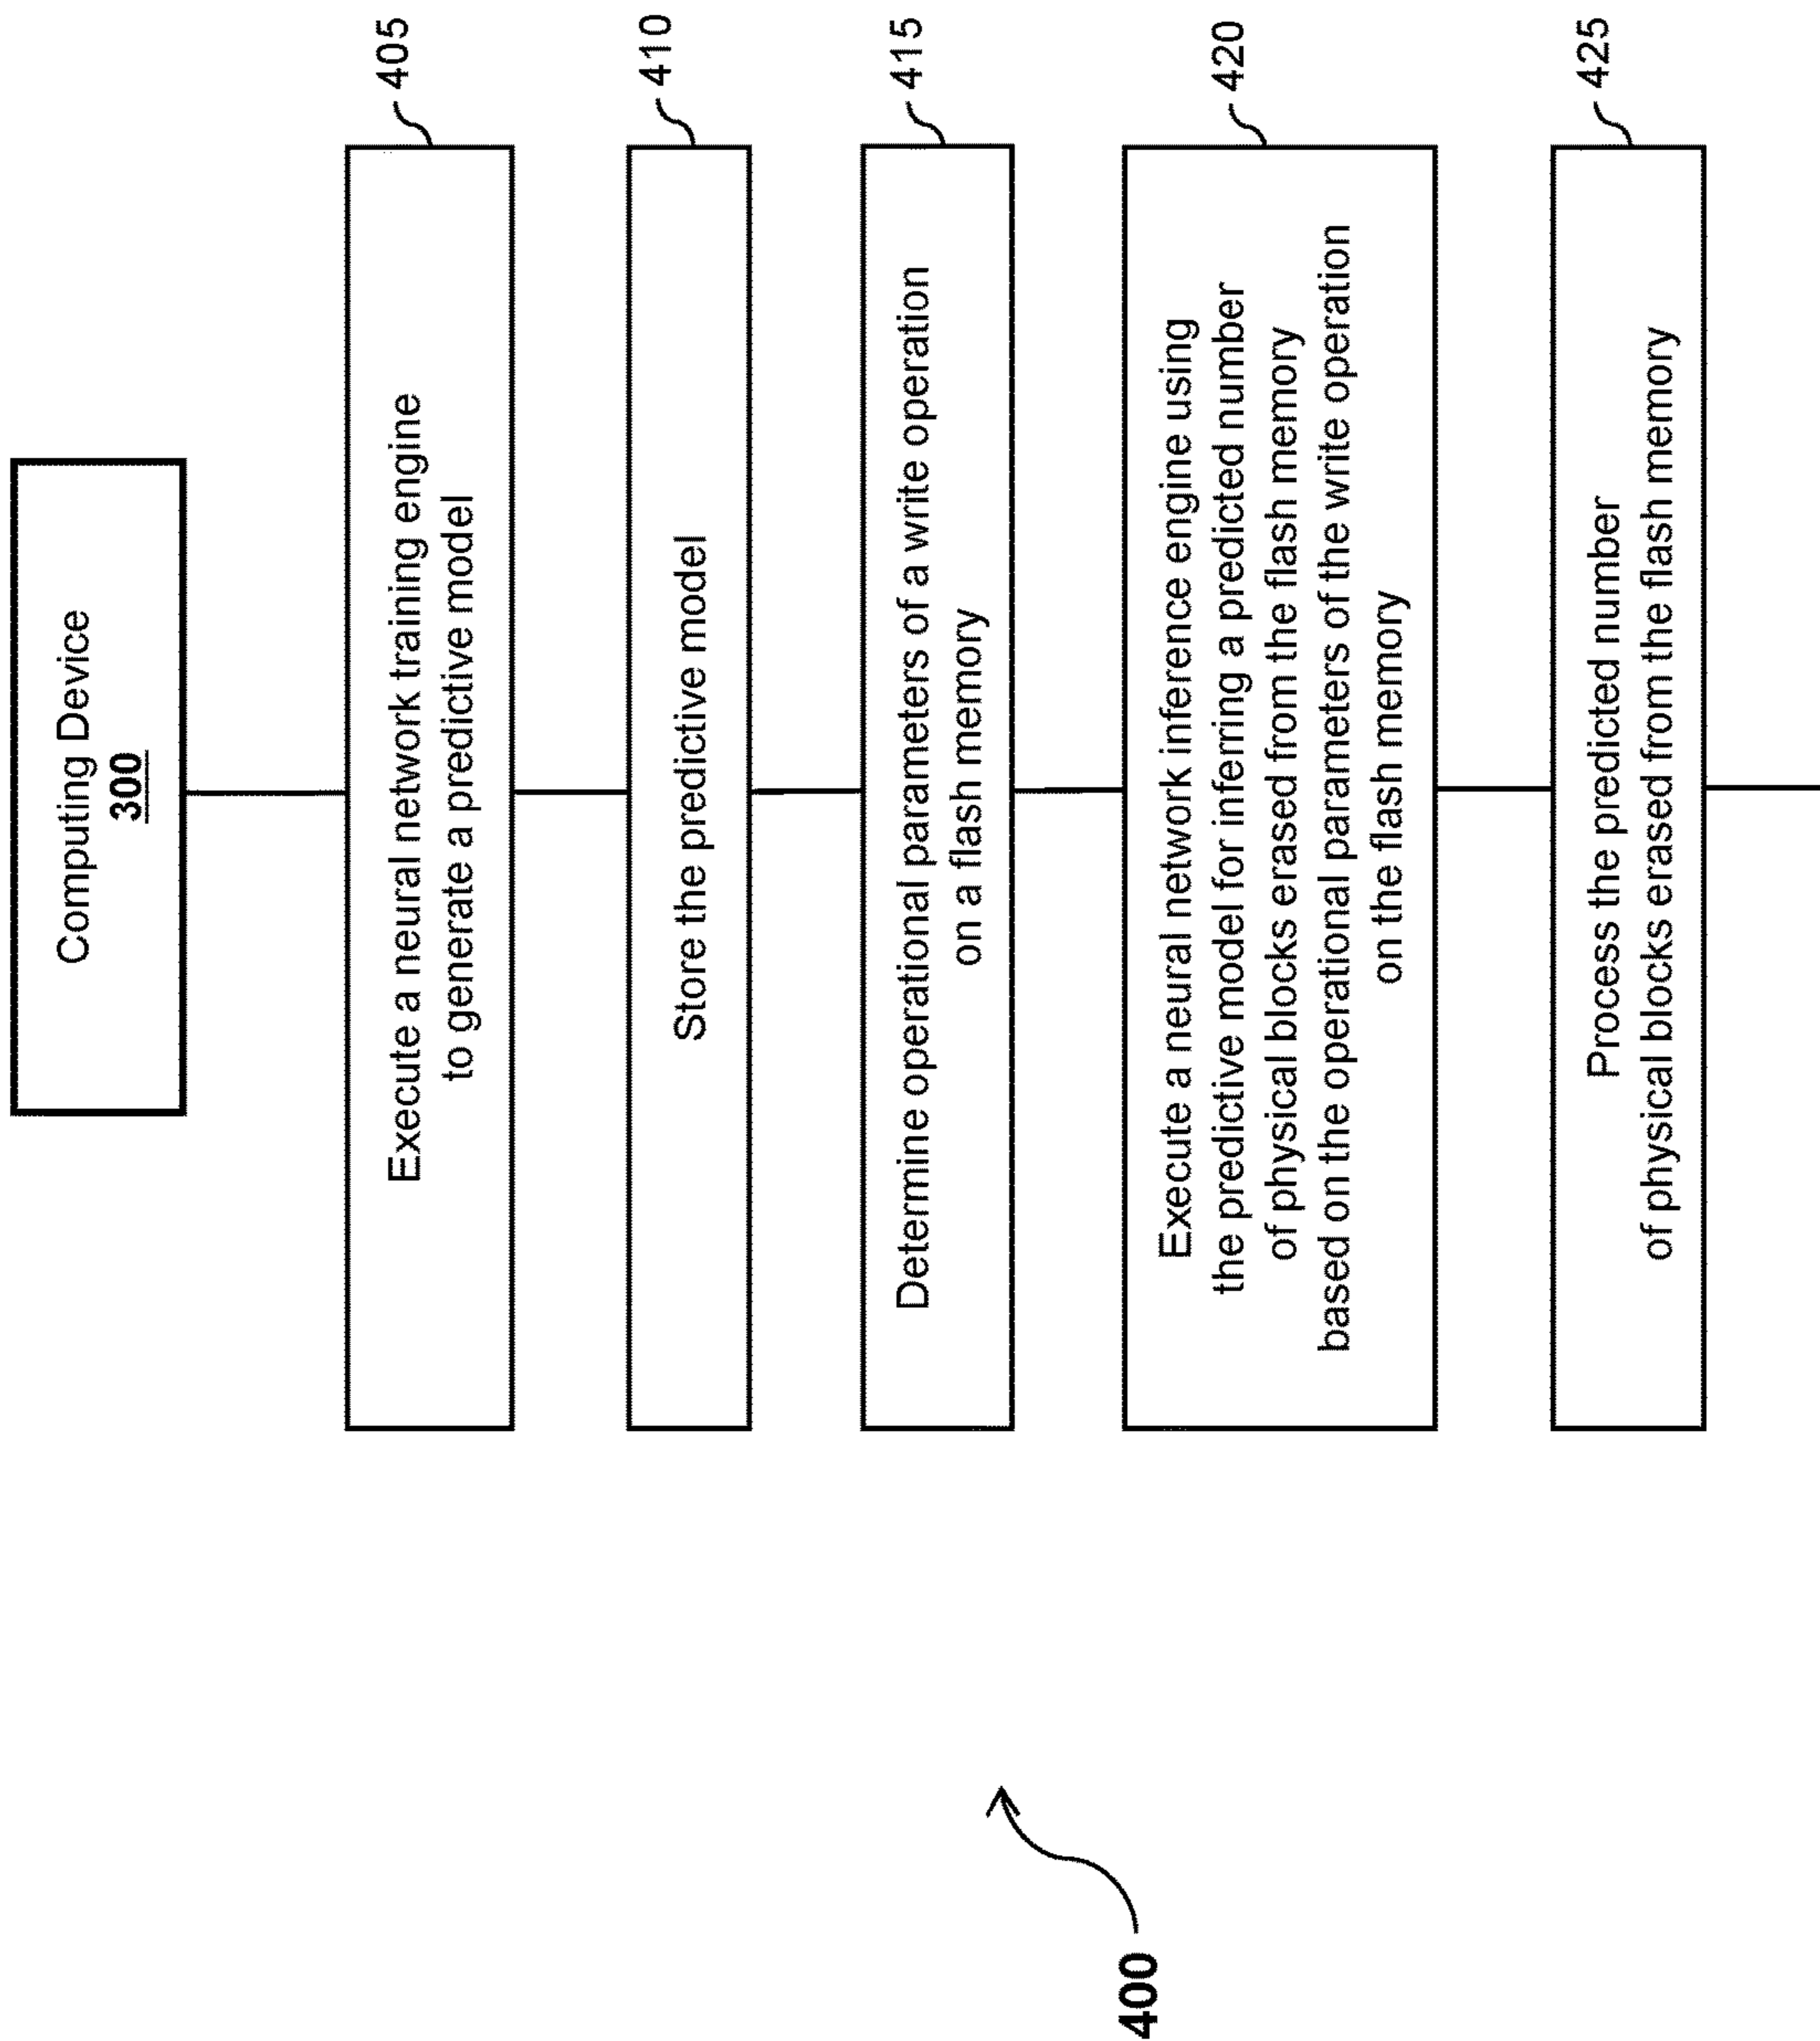 Computing Device
300
Execute a neural network training engine
to generate a predictive model
405
Store the predictive model
410
Determine operational parameters of a write operation
on a flash memory
415
Execute a neural network inference engine using
the predictive model for inferring a predicted number
of physical blocks erased from the flash memory
based on the operational parameters of the write operation
on the flash memory
420
Process the predicted number
of physical blocks erased from the flash memory
425
400